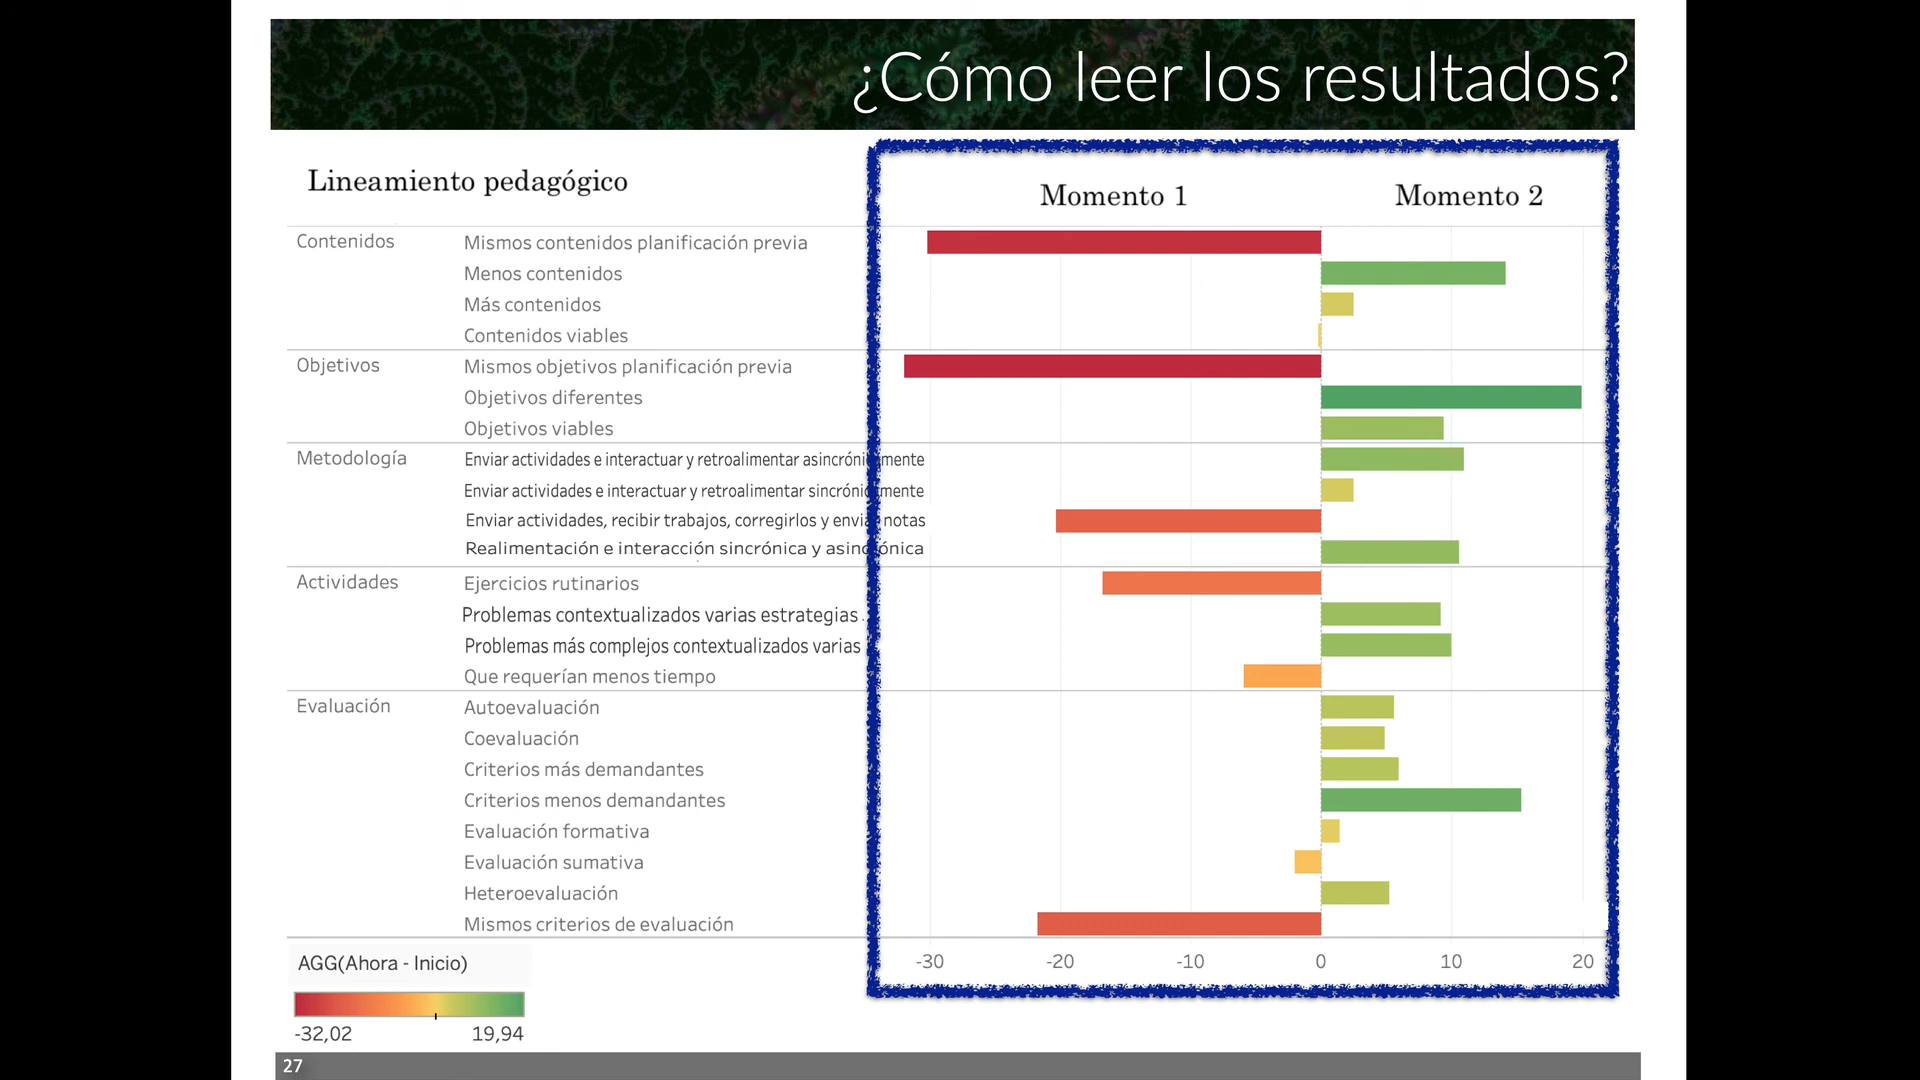 ¿Cómo leer los resultados?
Lineamiento pedagógico
Momento 1 Momento 2
Contenidos Mismos contenidos planificación previa
Menos contenidos
Más contenidos
Contenidos viables
Objetivos Mismos objetivos planificación previa
Objetivos diferentes
Objetivos viables
Metodología Enviar actividades e interactuar y retroalimentar asincrónicamente
Enviar actividades e interactuar y retroalimentar sincrónicamente
Enviar actividades, recibir trabajos, corregirlos y enviar notas
Realimentación e interacción sincrónica y asincrónica
Actividades Ejercicios rutinarios
Problemas contextualizados varias estrategias
Problemas más complejos contextualizados varias
Que requerían menos tiempo
Evaluación Autoevaluación
Coevaluación
Criterios más demandantes
Criterios menos demandantes
Evaluación formativa
Evaluación sumativa
Heteroevaluación
Mismos criterios de evaluación
-30 -20 -10 0 10 20
AGG(Ahora - Inicio)
-32,02 19,94
27